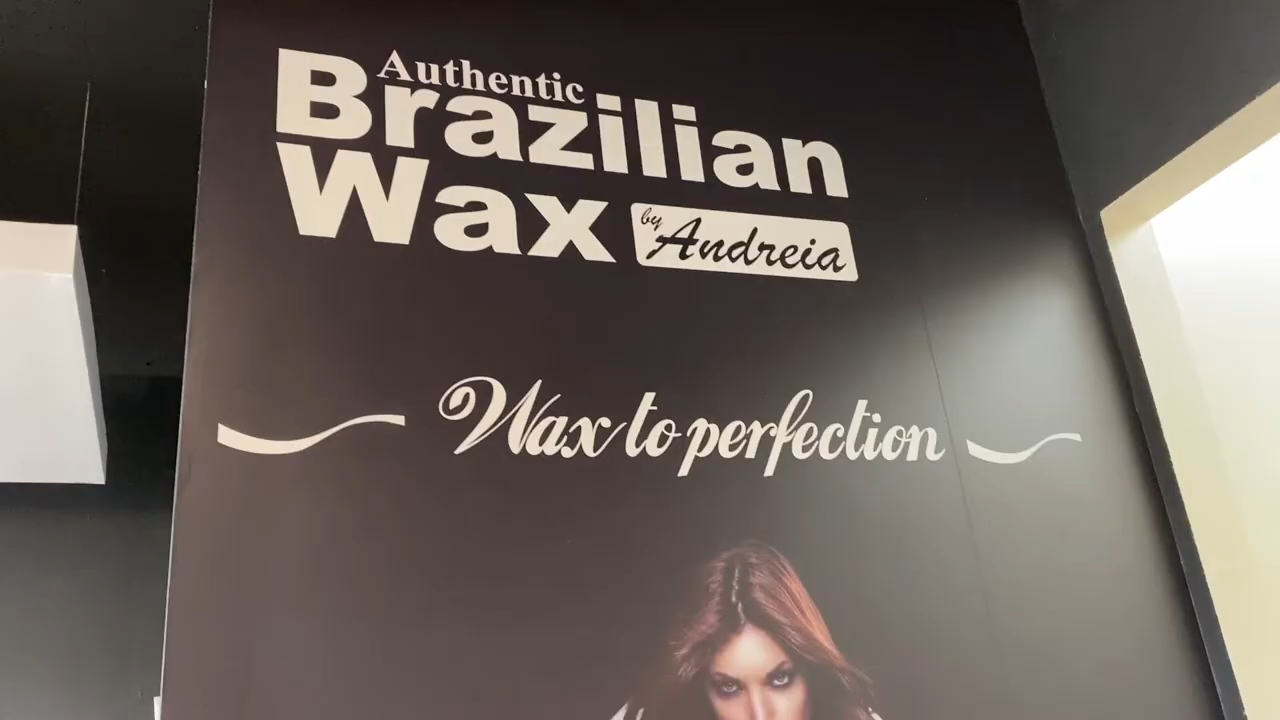 Authentic
Brazilian
Wax
by Andreia
Wax to perfection